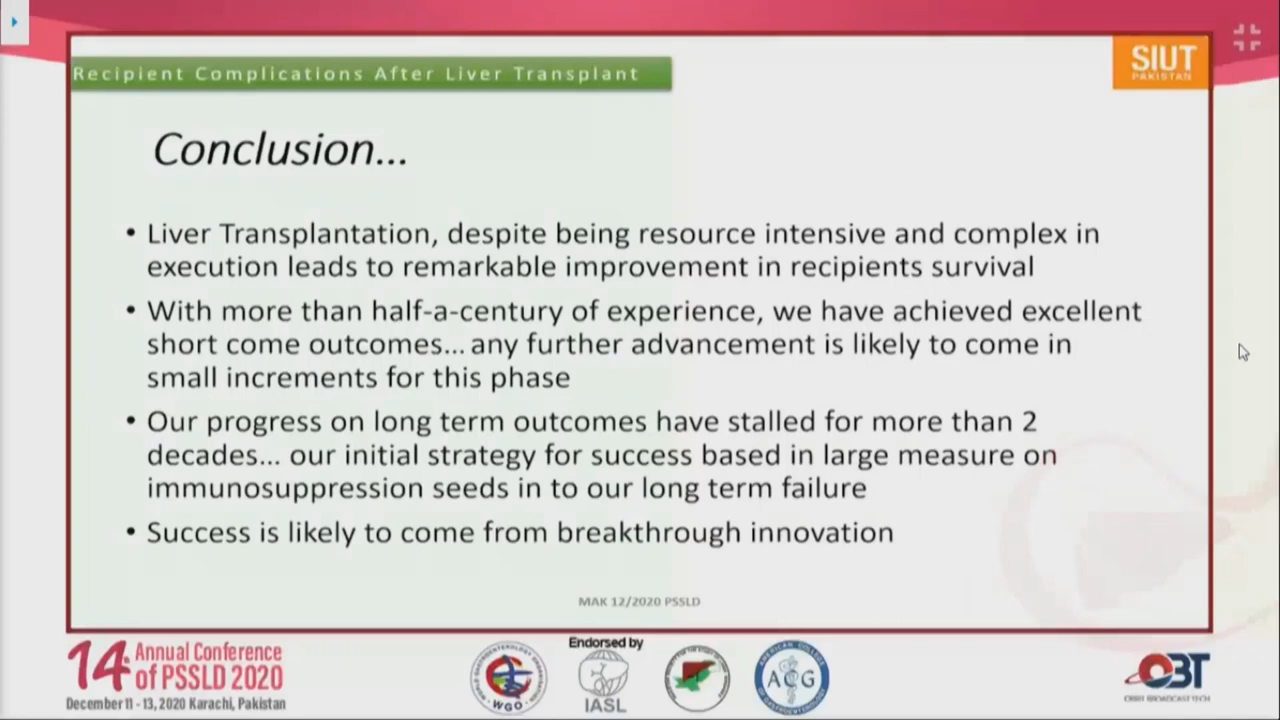 Recipient Complications After Liver Transplant
SIUT
PAKISTAN
Conclusion...
• Liver Transplantation, despite being resource intensive and complex in
execution leads to remarkable improvement in recipients survival
• With more than half-a-century of experience, we have achieved excellent
short come outcomes... any further advancement is likely to come in
small increments for this phase
• Our progress on long term outcomes have stalled for more than 2
decades... our initial strategy for success based in large measure on
immunosuppression seeds in to our long term failure
• Success is likely to come from breakthrough innovation
MAK 12/2020 PSSLD
14th Annual Conference
of PSSLD 2020
December 11 - 13, 2020 Karachi, Pakistan
Endorsed by
WGO
IASL
ACG
OBT
ORBIT BROADCAST TECH